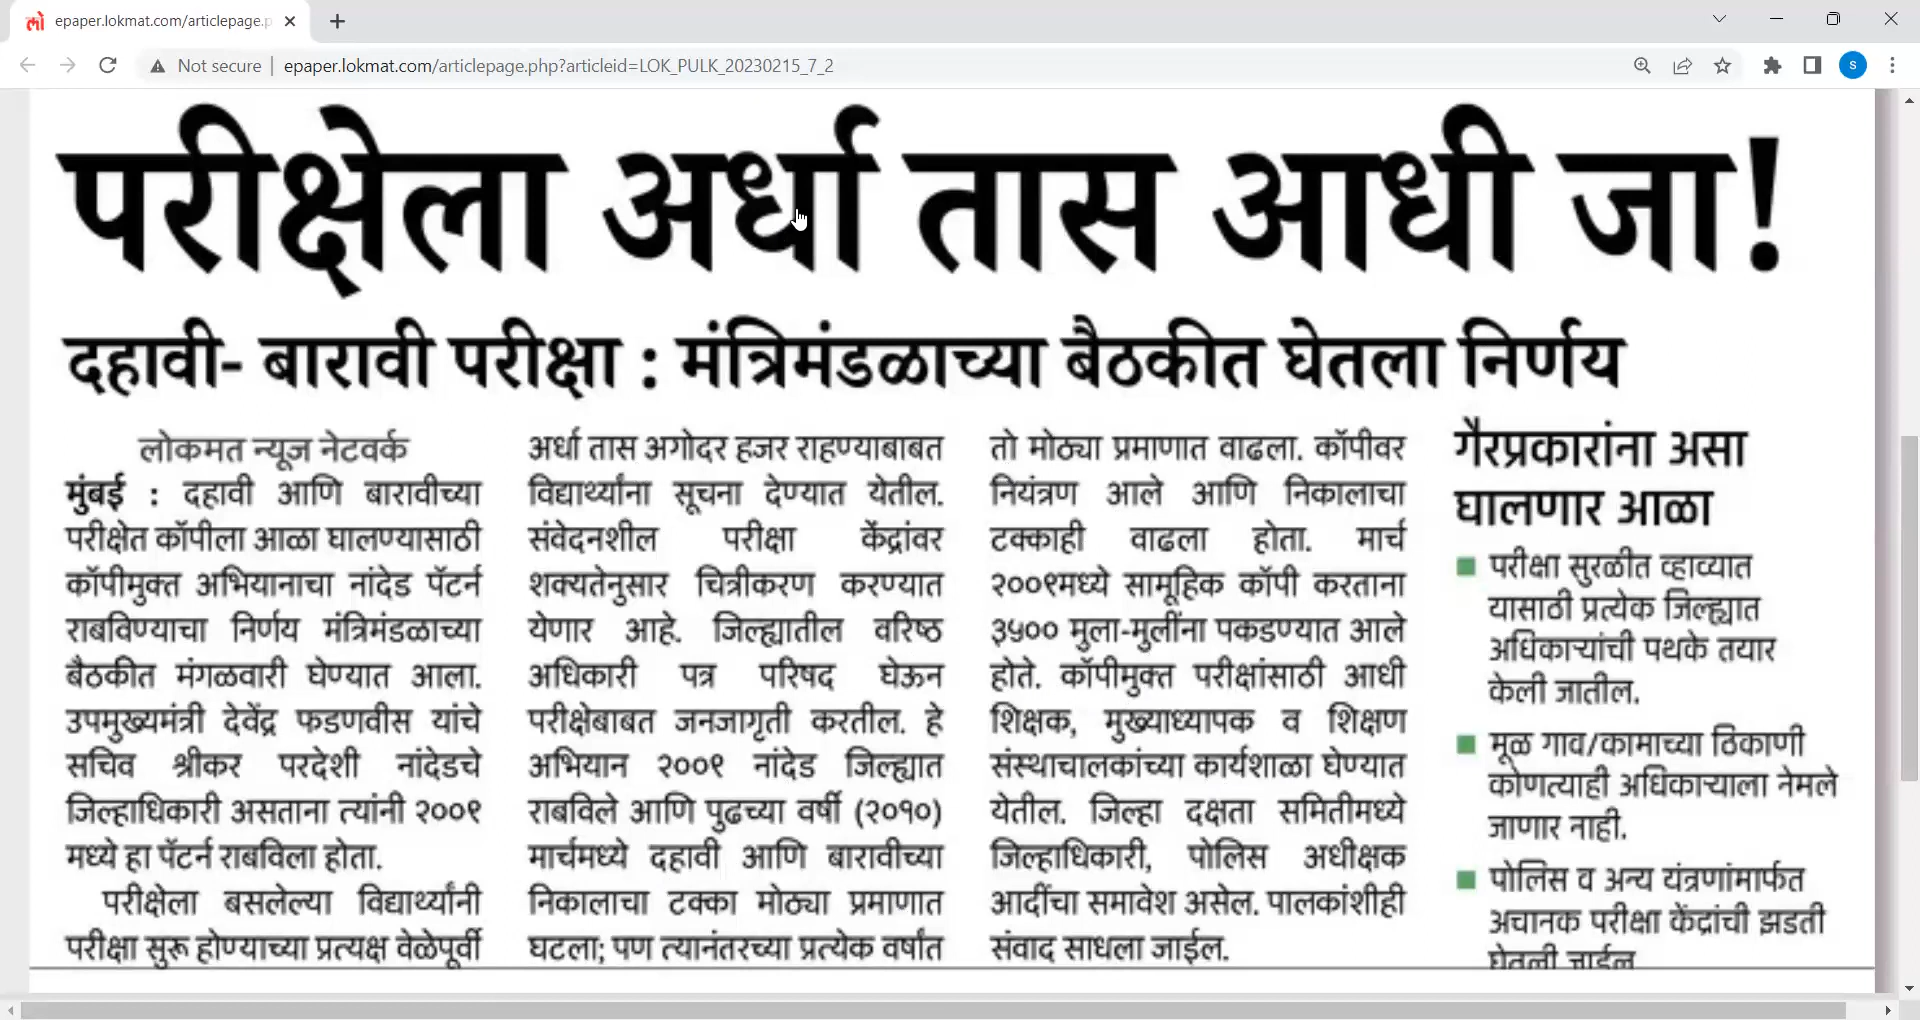 epaper.lokmat.com/articlepage.p
Not secure
epaper.lokmat.com/articlepage.php?articleid=LOK_PULK_20230215_7_2
S
परीक्षेला अर्धा तास आधी जा!
दहावी- बारावी परीक्षा : मंत्रिमंडळाच्या बैठकीत घेतला निर्णय
लोकमत न्यूज नेटवर्क
मुंबई : दहावी आणि बारावीच्या
परीक्षेत कॉपीला आळा घालण्यासाठी
कॉपीमुक्त अभियानाचा नांदेड पॅटर्न
राबविण्याचा निर्णय मंत्रिमंडळाच्या
बैठकीत मंगळवारी घेण्यात आला.
उपमुख्यमंत्री देवेंद्र फडणवीस यांचे
सचिव श्रीकर परदेशी नांदेडचे
जिल्हाधिकारी असताना त्यांनी २००९
मध्ये हा पॅटर्न राबविला होता.
परीक्षेला बसलेल्या विद्यार्थ्यांनी
परीक्षा सुरू होण्याच्या प्रत्यक्ष वेळेपूर्वी
अर्धा तास अगोदर हजर राहण्याबाबत
विद्यार्थ्यांना सूचना देण्यात येतील.
संवेदनशील परीक्षा केंद्रांवर
शक्यतेनुसार चित्रीकरण करण्यात
येणार आहे. जिल्ह्यातील वरिष्ठ
अधिकारी पत्र परिषद घेऊन
परीक्षेबाबत जनजागृती करतील. हे
अभियान २००९ नांदेड जिल्ह्यात
राबविले आणि पुढच्या वर्षी (२०१०)
मार्चमध्ये दहावी आणि बारावीच्या
निकालाचा टक्का मोठ्या प्रमाणात
घटला; पण त्यानंतरच्या प्रत्येक वर्षांत
तो मोठ्या प्रमाणात वाढला. कॉपीवर
नियंत्रण आले आणि निकालाचा
टक्काही वाढला होता. मार्च
२००९मध्ये सामूहिक कॉपी करताना
३५०० मुला-मुलींना पकडण्यात आले
होते. कॉपीमुक्त परीक्षांसाठी आधी
शिक्षक, मुख्याध्यापक व शिक्षण
संस्थाचालकांच्या कार्यशाळा घेण्यात
येतील. जिल्हा दक्षता समितीमध्ये
जिल्हाधिकारी, पोलिस अधीक्षक
आदींचा समावेश असेल. पालकांशीही
संवाद साधला जाईल.
गैरप्रकारांना असा
घालणार आळा
परीक्षा सुरळीत व्हाव्यात
यासाठी प्रत्येक जिल्ह्यात
अधिकाऱ्यांची पथके तयार
केली जातील.
मूळ गाव/कामाच्या ठिकाणी
कोणत्याही अधिकाऱ्याला नेमले
जाणार नाही.
पोलिस व अन्य यंत्रणांमार्फत
अचानक परीक्षा केंद्रांची झडती
घेतली जाईल